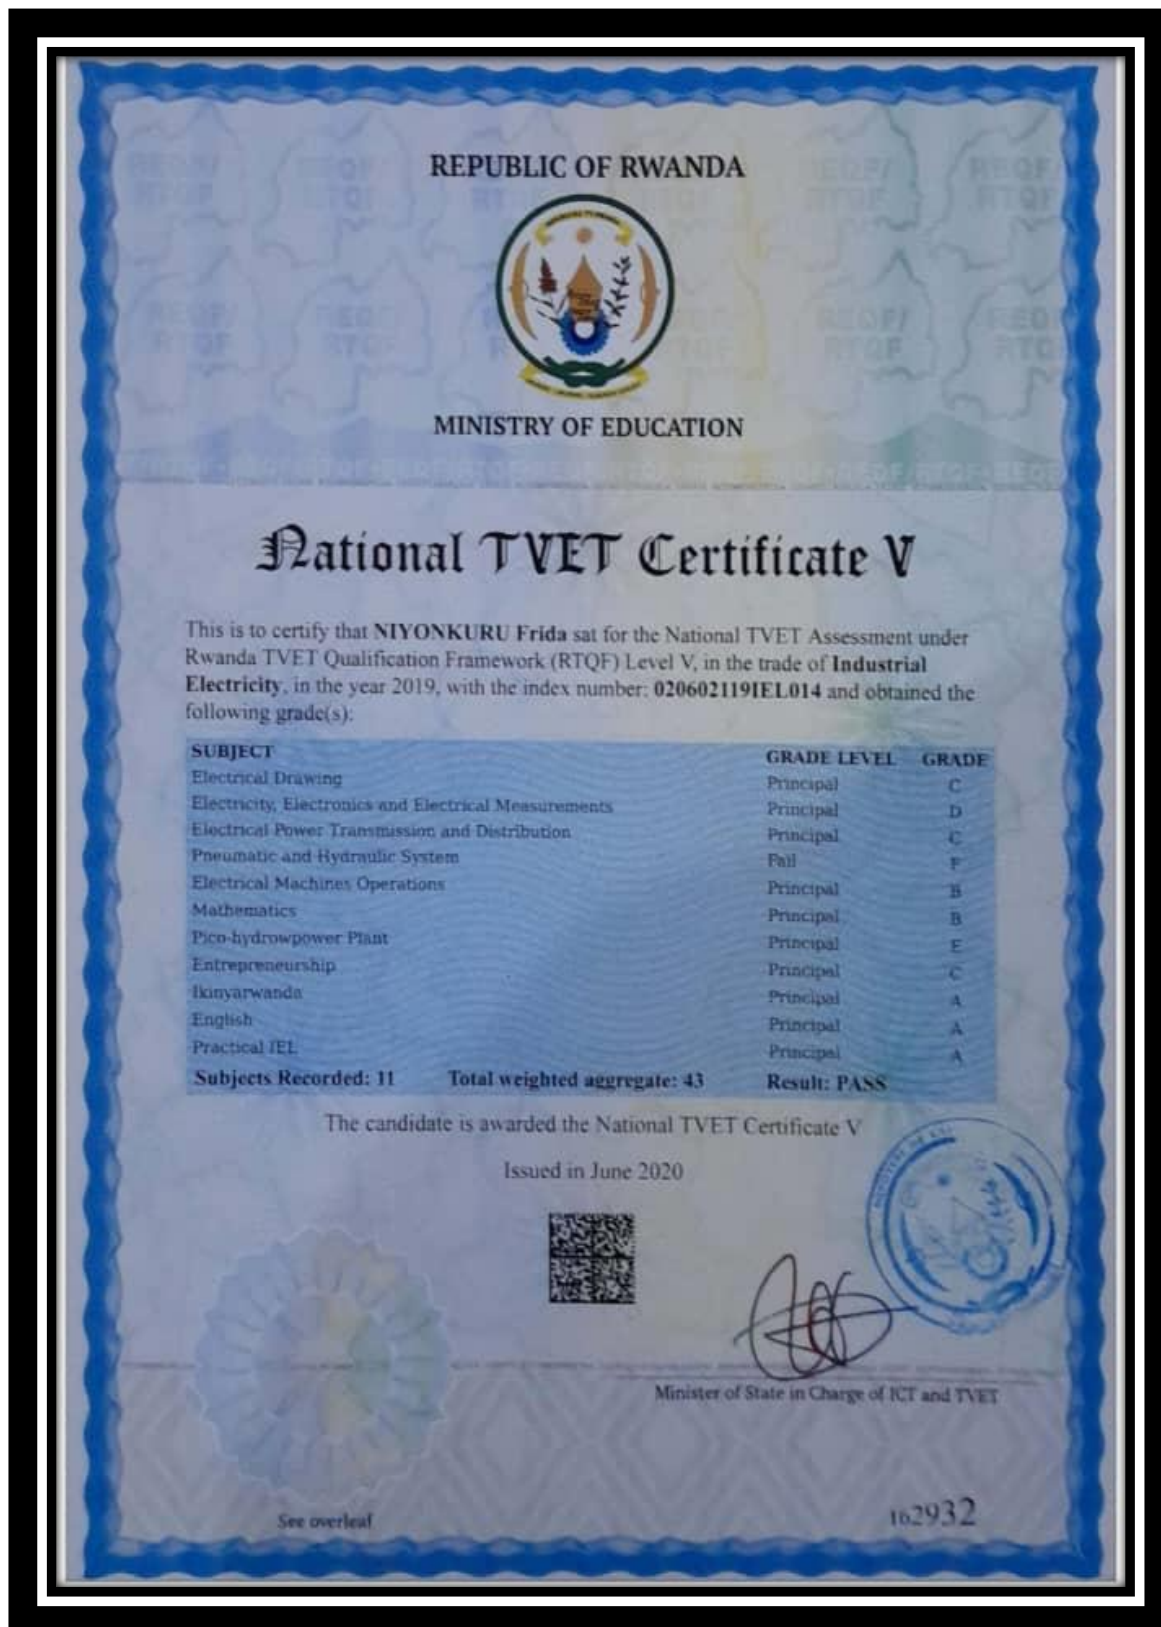 REPUBLIC OF RWANDA
MINISTRY OF EDUCATION
National TVET Certificate V
This is to certify that NIYONKURU Frida sat for the National TVET Assessment under
Rwanda TVET Qualification Framework (RTQF) Level V, in the trade of Industrial
Electricity, in the year 2019, with the index number: 020602119IEL014 and obtained the
following grade(s):
SUBJECT GRADE LEVEL GRADE
Electrical Drawing Principal C
Electricity, Electronics and Electrical Measurements Principal D
Electrical Power Transmission and Distribution Principal C
Pneumatic and Hydraulic System Fail F
Electrical Machines Operations Principal B
Mathematics Principal B
Pico-hydrowpower Plant Principal E
Entrepreneurship Principal C
Ikinyarwanda Principal A
English Principal A
Practical IEL Principal A
Subjects Recorded: 11 Total weighted aggregate: 43 Result: PASS
The candidate is awarded the National TVET Certificate V
Issued in June 2020
Minister of State in Charge of ICT and TVET
See overleaf
162932